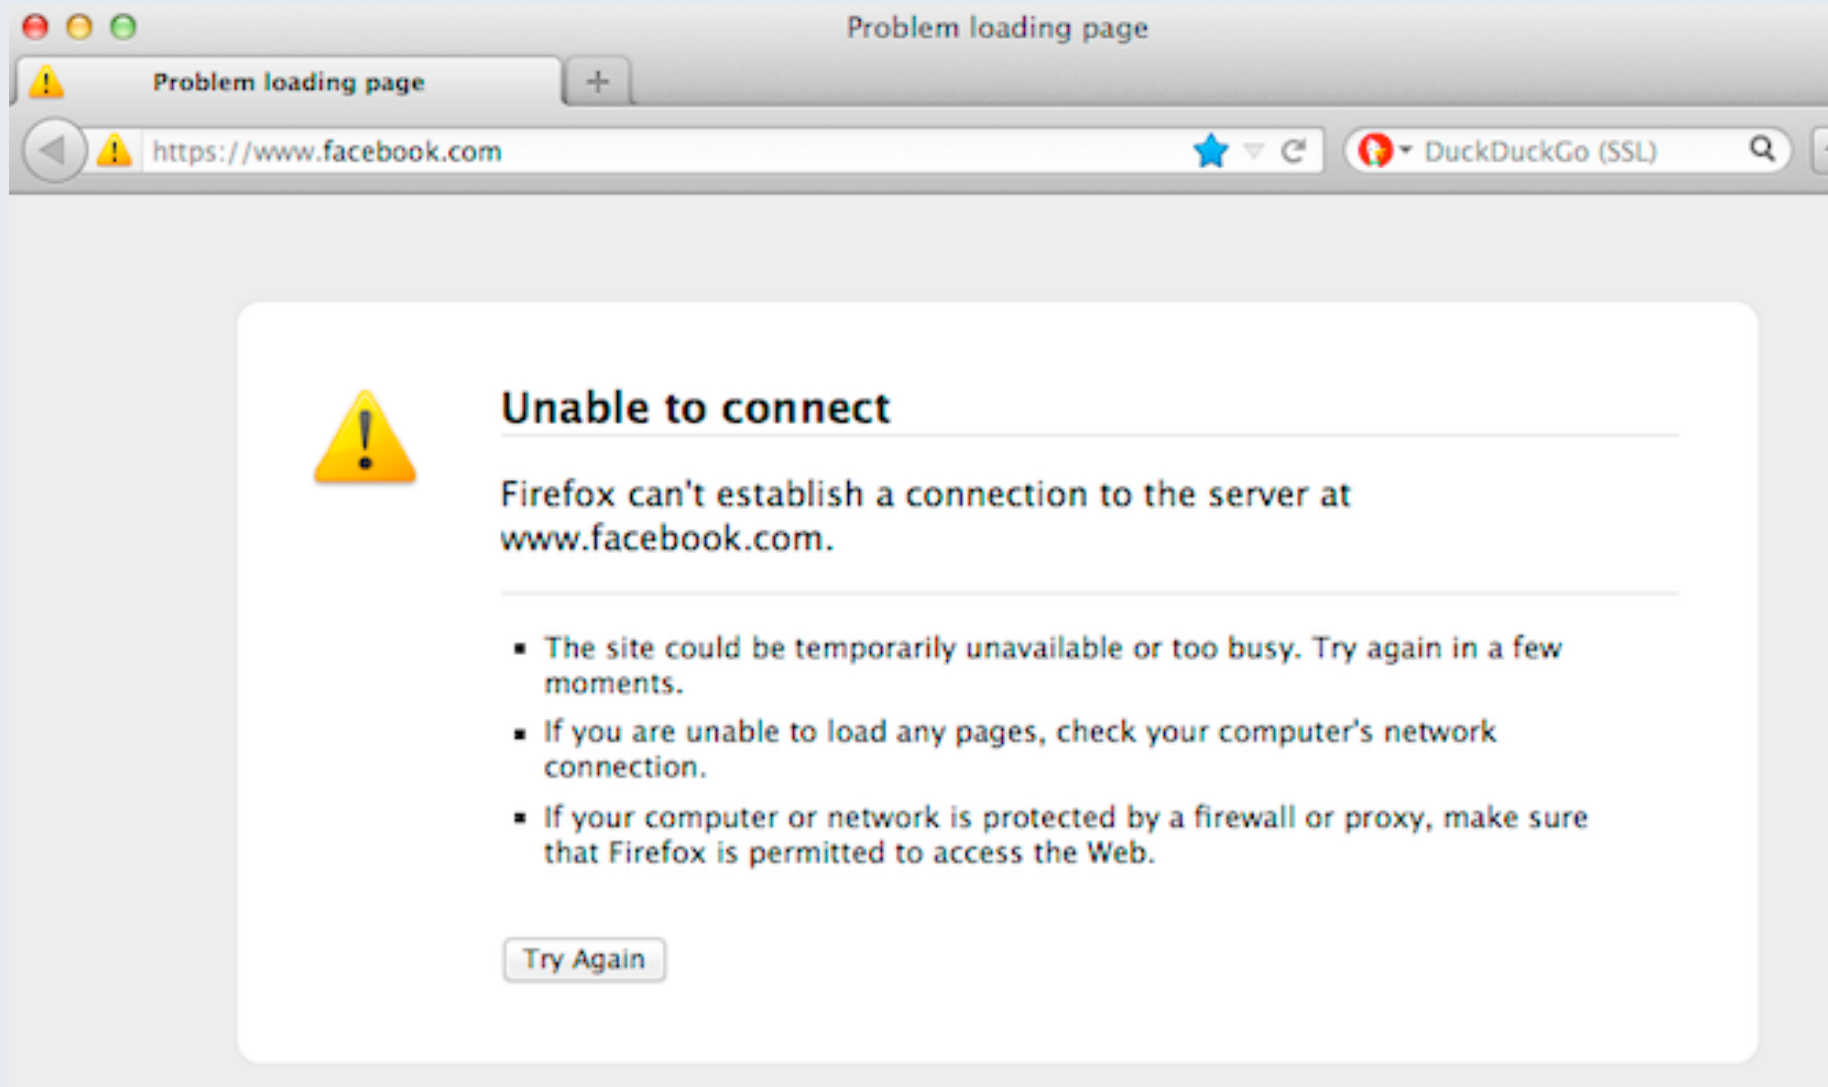 Problem loading page
Problem loading page
https://www.facebook.com
DuckDuckGo (SSL)
Unable to connect
Firefox can't establish a connection to the server at
www.facebook.com.
▪ The site could be temporarily unavailable or too busy. Try again in a few
moments.
▪ If you are unable to load any pages, check your computer's network
connection.
▪ If your computer or network is protected by a firewall or proxy, make sure
that Firefox is permitted to access the Web.
Try Again